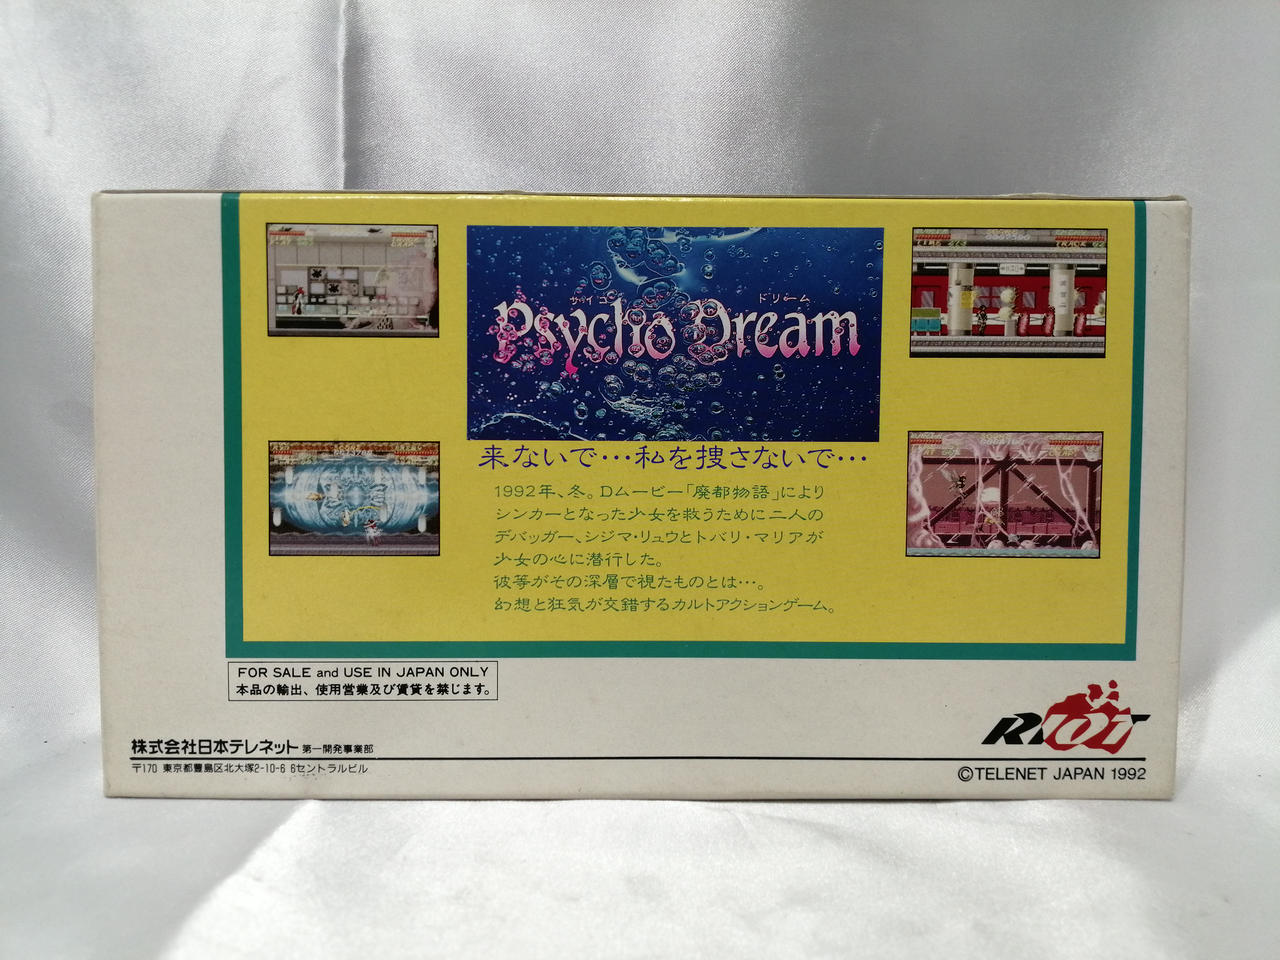 サイコ ドリーム
Psycho Dream
来ないで…私を捜さないで…
1992年、冬。Dムービー「廃都物語」により
シンカーとなった少女を救うために二人の
デバッガー、シジマ・リュウとトバリ・マリアが
少女の心に潜行した。
彼等がその深層で視たものとは…。
幻想と狂気が交錯するカルトアクションゲーム。
FOR SALE and USE IN JAPAN ONLY
本品の輸出、使用営業及び賃貸を禁じます。
RIOT
株式会社日本テレネット 第一開発事業部
〒170 東京都豊島区北大塚2-10-6 6セントラルビル
©TELENET JAPAN 1992